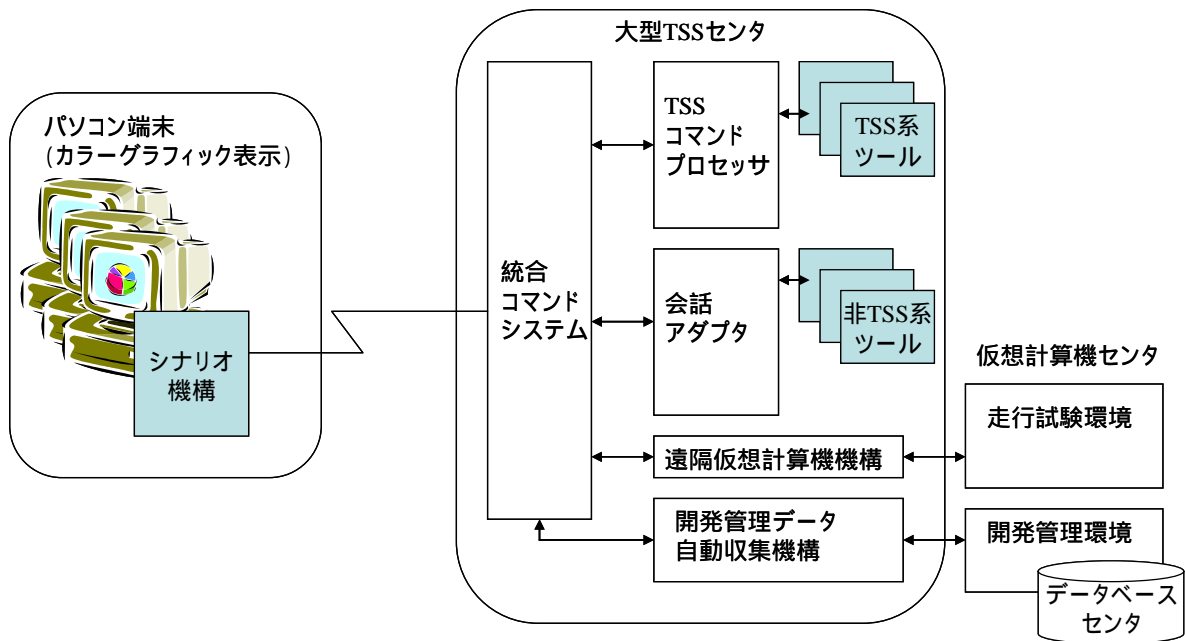 大型TSSセンタ
パソコン端末
(カラーグラフィック表示)
シナリオ
機構
統合
コマンド
システム
TSS
コマンド
プロセッサ
TSS系
ツール
会話
アダプタ
非TSS系
ツール
遠隔仮想計算機機構
開発管理データ
自動収集機構
仮想計算機センタ
走行試験環境
開発管理環境
データベース
センタ